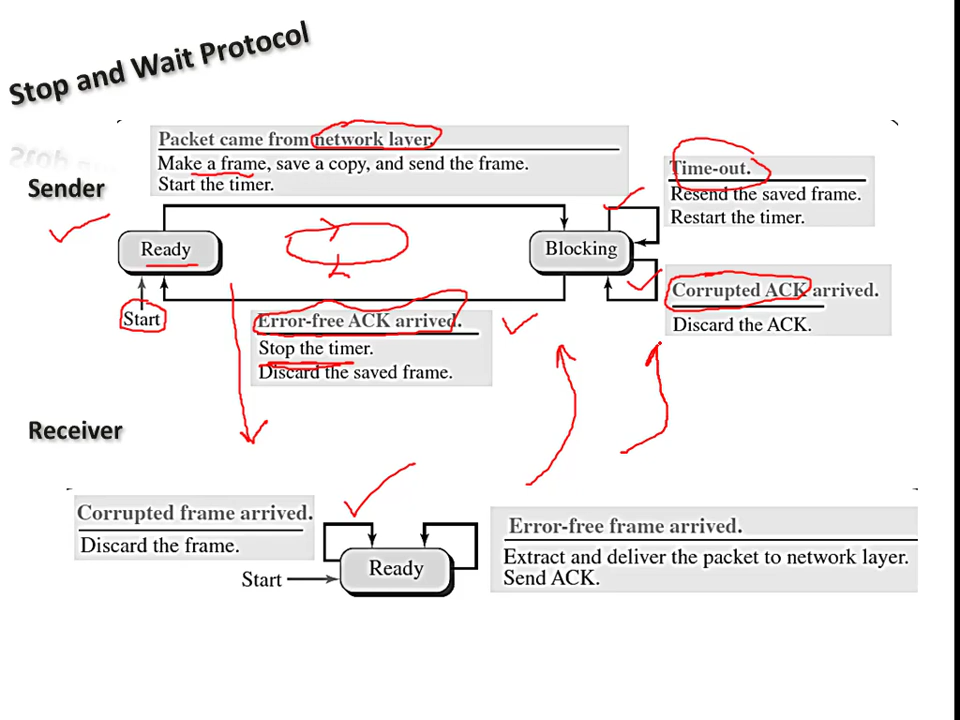 Stop and Wait Protocol
Packet came from network layer.
Make a frame, save a copy, and send the frame.
Start the timer.
Time-out.
Resend the saved frame.
Restart the timer.
Sender
Ready
Blocking
Corrupted ACK arrived.
Discard the ACK.
Start
Error-free ACK arrived.
Stop the timer.
Discard the saved frame.
Receiver
Corrupted frame arrived.
Discard the frame.
Error-free frame arrived.
Extract and deliver the packet to network layer.
Send ACK.
Start
Ready